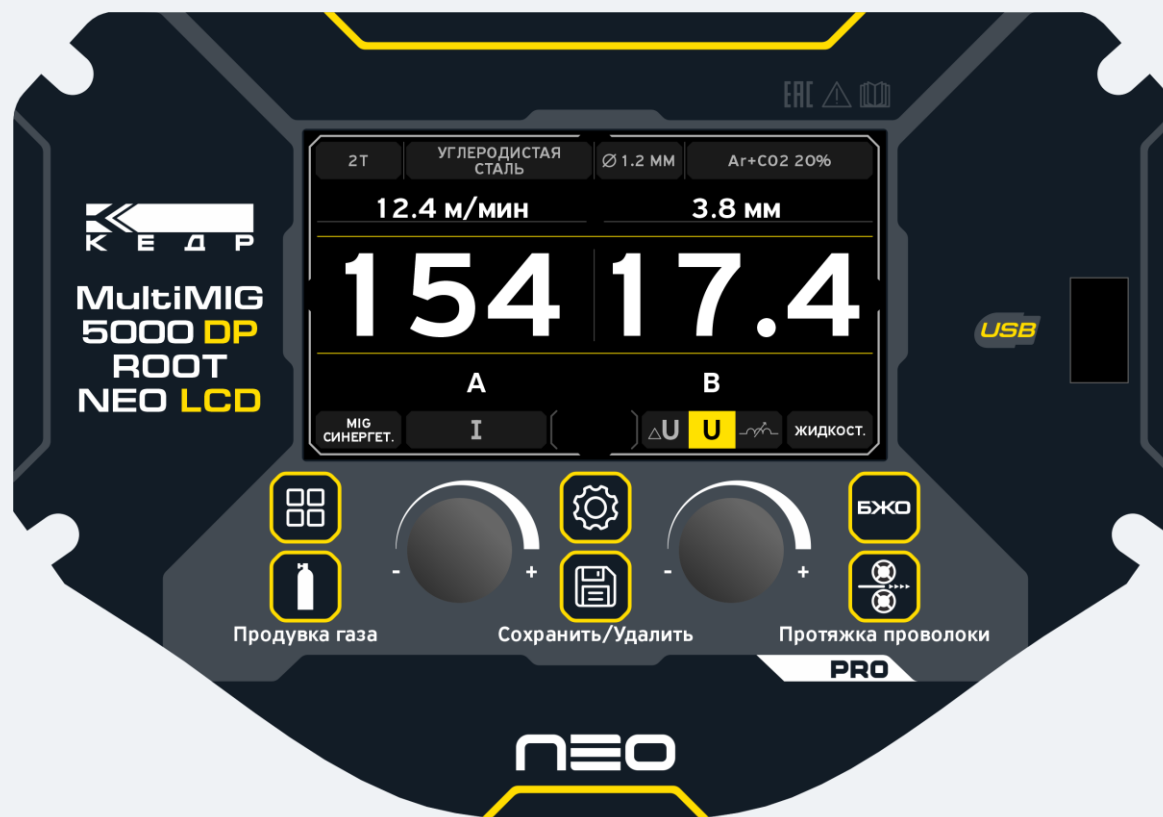 EAC
2T
УГЛЕРОДИСТАЯ
СТАЛЬ
Ø 1.2 ММ
Ar+CO2 20%
12.4 м/мин
3.8 мм
154
17.4
A
B
MIG
СИНЕРГЕТ.
I
△U
U
ЖИДКОСТ.
КЕДР
MultiMIG
5000 DP
ROOT
NEO LCD
USB
БЖО
-
+
-
+
Продувка газа
Сохранить/Удалить
Протяжка проволоки
PRO
NEO